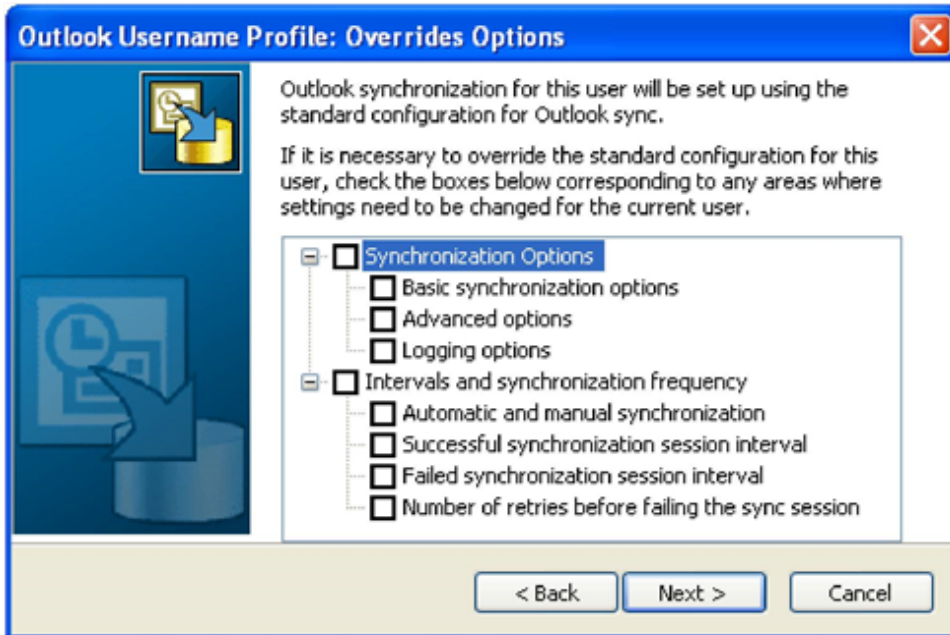 Outlook Username Profile: Overrides Options
Outlook synchronization for this user will be set up using the
standard configuration for Outlook sync.
If it is necessary to override the standard configuration for this
user, check the boxes below corresponding to any areas where
settings need to be changed for the current user.
Synchronization Options
Basic synchronization options
Advanced options
Logging options
Intervals and synchronization frequency
Automatic and manual synchronization
Successful synchronization session interval
Failed synchronization session interval
Number of retries before failing the sync session
< Back
Next >
Cancel